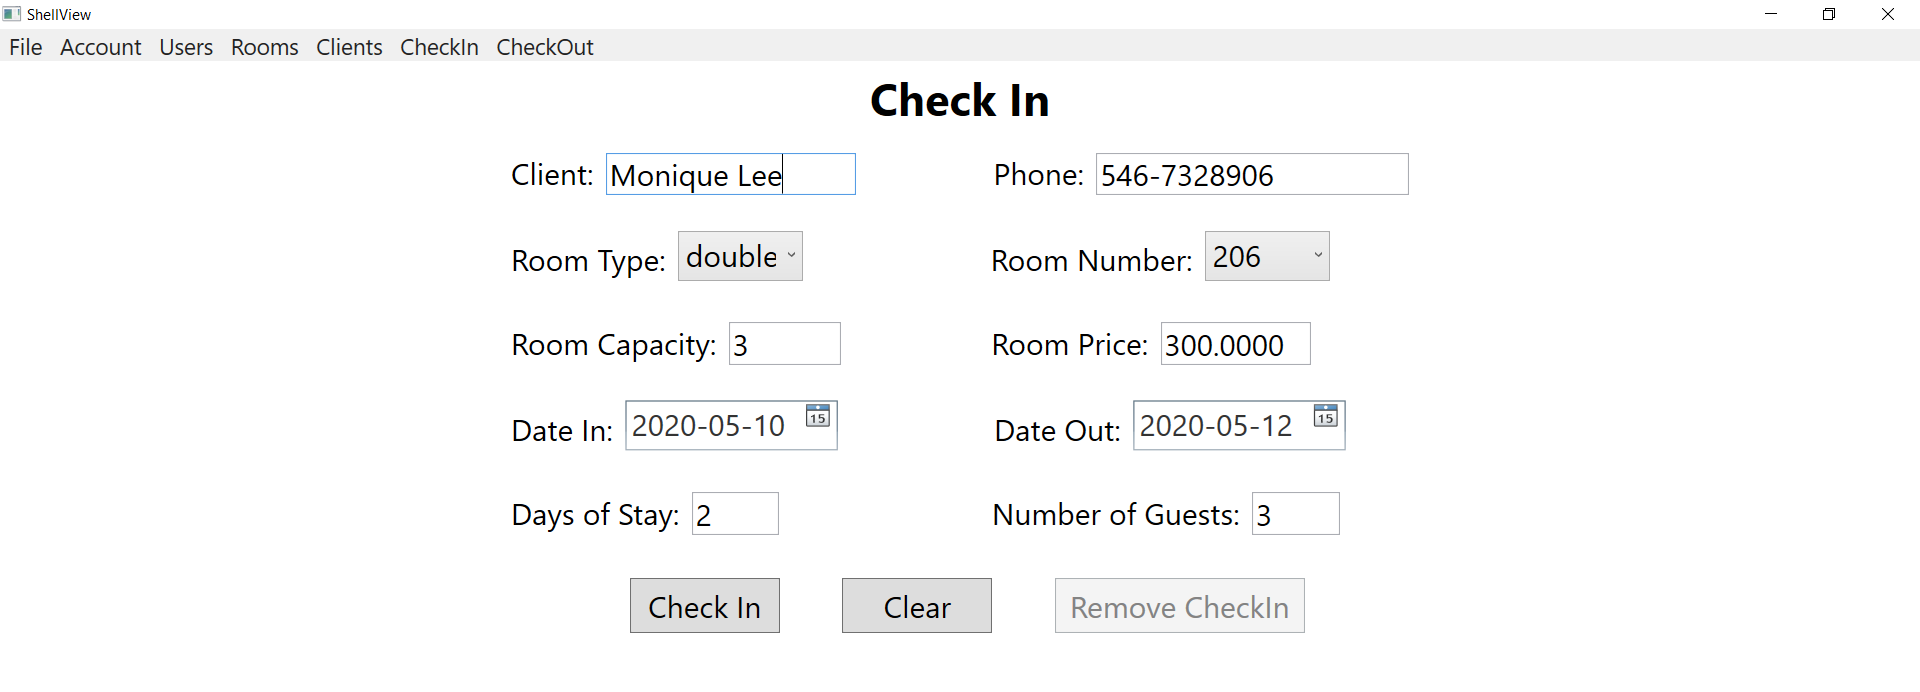 ShellView
File Account Users Rooms Clients CheckIn CheckOut
Check In
Client: Monique Lee Phone: 546-7328906
Room Type: double Room Number: 206
Room Capacity: 3 Room Price: 300.0000
Date In: 2020-05-10 15 Date Out: 2020-05-12 15
Days of Stay: 2 Number of Guests: 3
Check In Clear Remove CheckIn